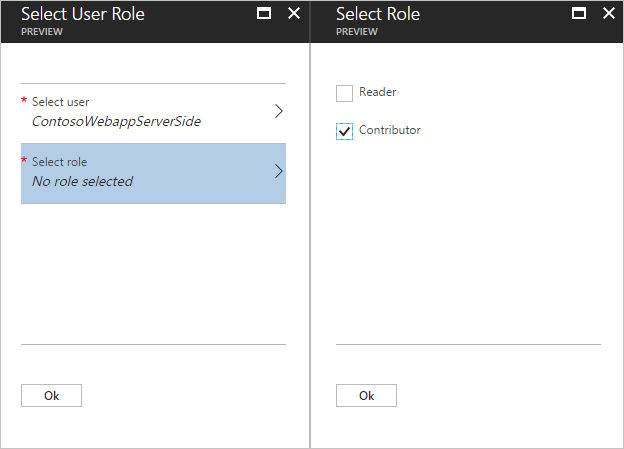 Select User Role
PREVIEW
* Select user
ContosoWebappServerSide
* Select role
No role selected
Ok
Select Role
PREVIEW
Reader
Contributor
Ok